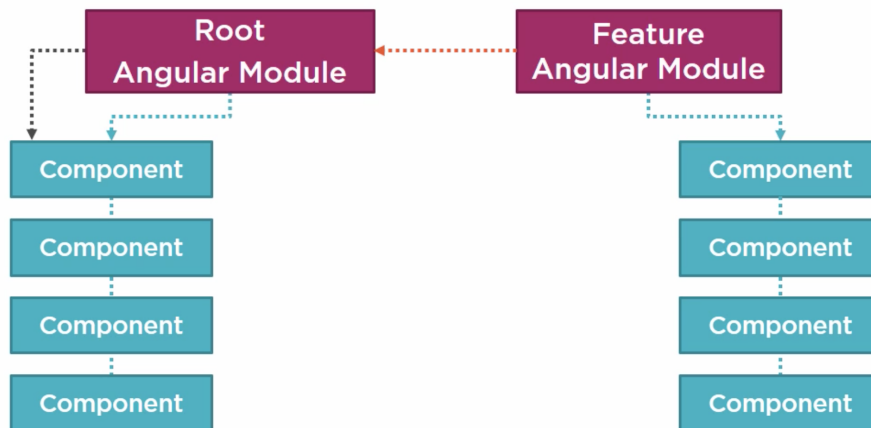 Root
Angular Module
Feature
Angular Module
Component
Component
Component
Component
Component
Component
Component
Component